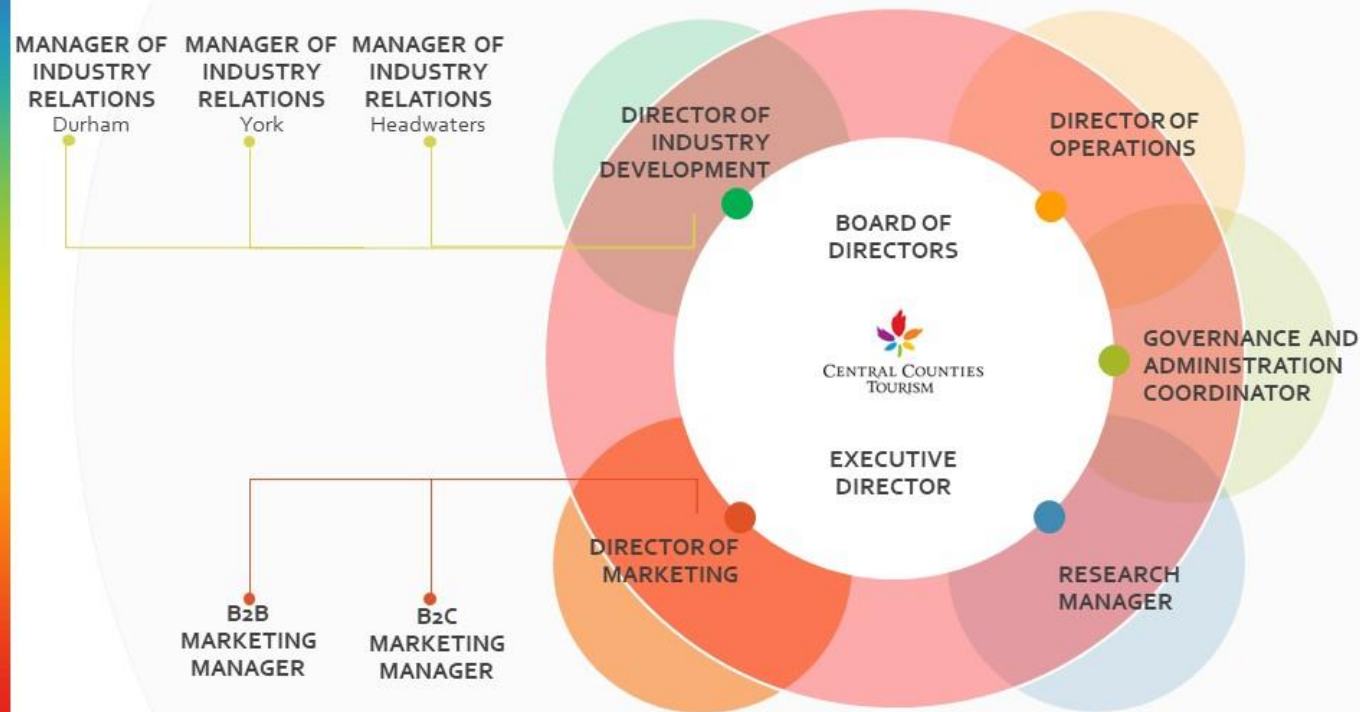 MANAGER OF
INDUSTRY
RELATIONS
Durham
MANAGER OF
INDUSTRY
RELATIONS
York
MANAGER OF
INDUSTRY
RELATIONS
Headwaters
DIRECTOR OF
INDUSTRY
DEVELOPMENT
DIRECTOR OF
OPERATIONS
BOARD OF
DIRECTORS
CENTRAL COUNTIES
TOURISM
GOVERNANCE AND
ADMINISTRATION
COORDINATOR
EXECUTIVE
DIRECTOR
DIRECTOR OF
MARKETING
RESEARCH
MANAGER
B2B
MARKETING
MANAGER
B2C
MARKETING
MANAGER